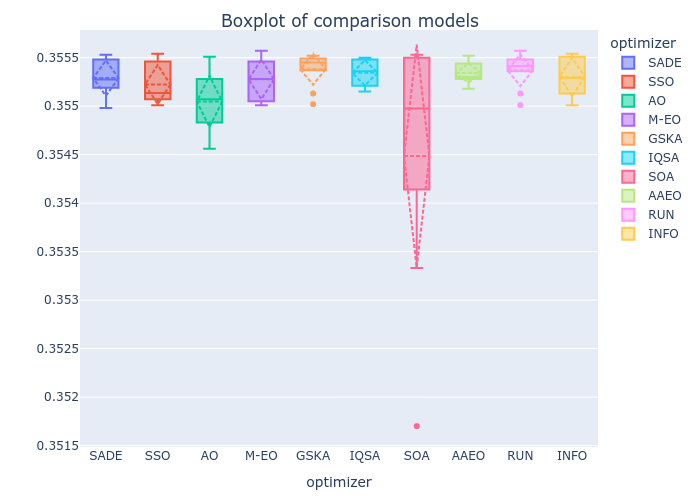 Boxplot of comparison models
optimizer
SADE
SSO
AO
M-EO
GSKA
IQSA
SOA
AAEO
RUN
INFO
0.3555
0.355
0.3545
0.354
0.3535
0.353
0.3525
0.352
0.3515
SADE SSO AO M-EO GSKA IQSA SOA AAEO RUN INFO
optimizer